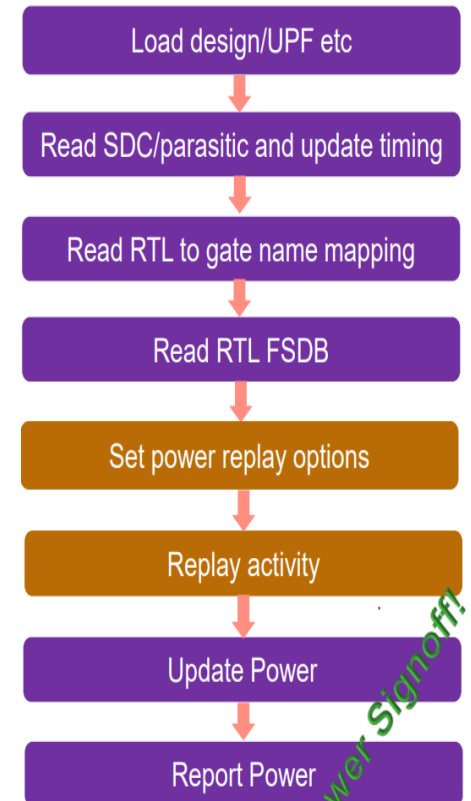 Load design/UPF etc
Read SDC/parasitic and update timing
Read RTL to gate name mapping
Read RTL FSDB
Set power replay options
Replay activity
Update Power
Report Power
Signoff!